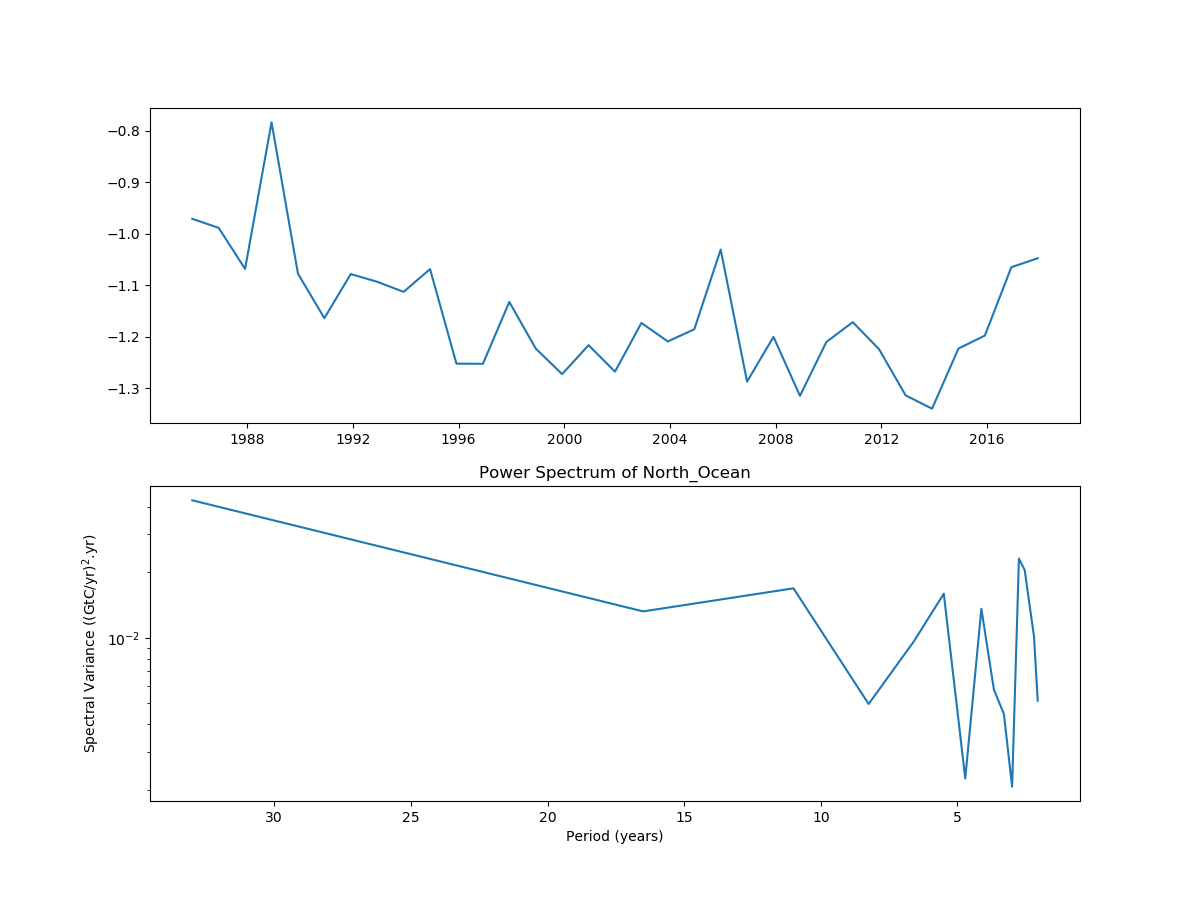 −0.8
−0.9
−1.0
−1.1
−1.2
−1.3
1988 1992 1996 2000 2004 2008 2012 2016
Power Spectrum of North_Ocean
Spectral Variance ((GtC/yr)².yr)
10⁻²
30 25 20 15 10 5
Period (years)